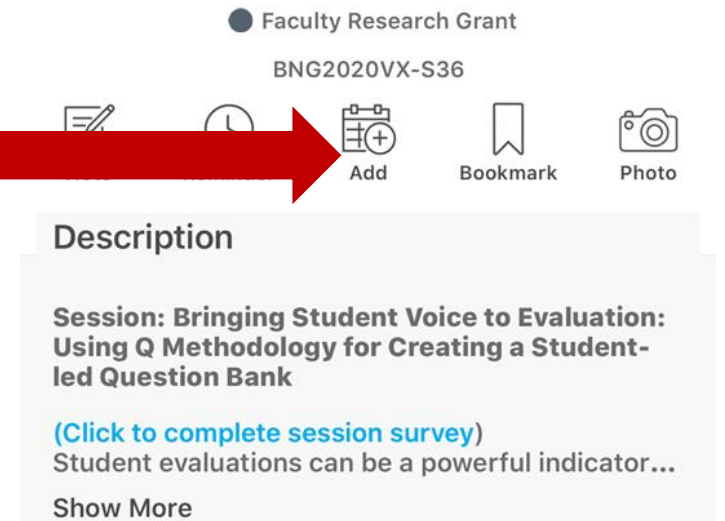 Faculty Research Grant
BNG2020VX-S36
Add Bookmark Photo
Description
Session: Bringing Student Voice to Evaluation:
Using Q Methodology for Creating a Student-
led Question Bank
(Click to complete session survey)
Student evaluations can be a powerful indicator...
Show More